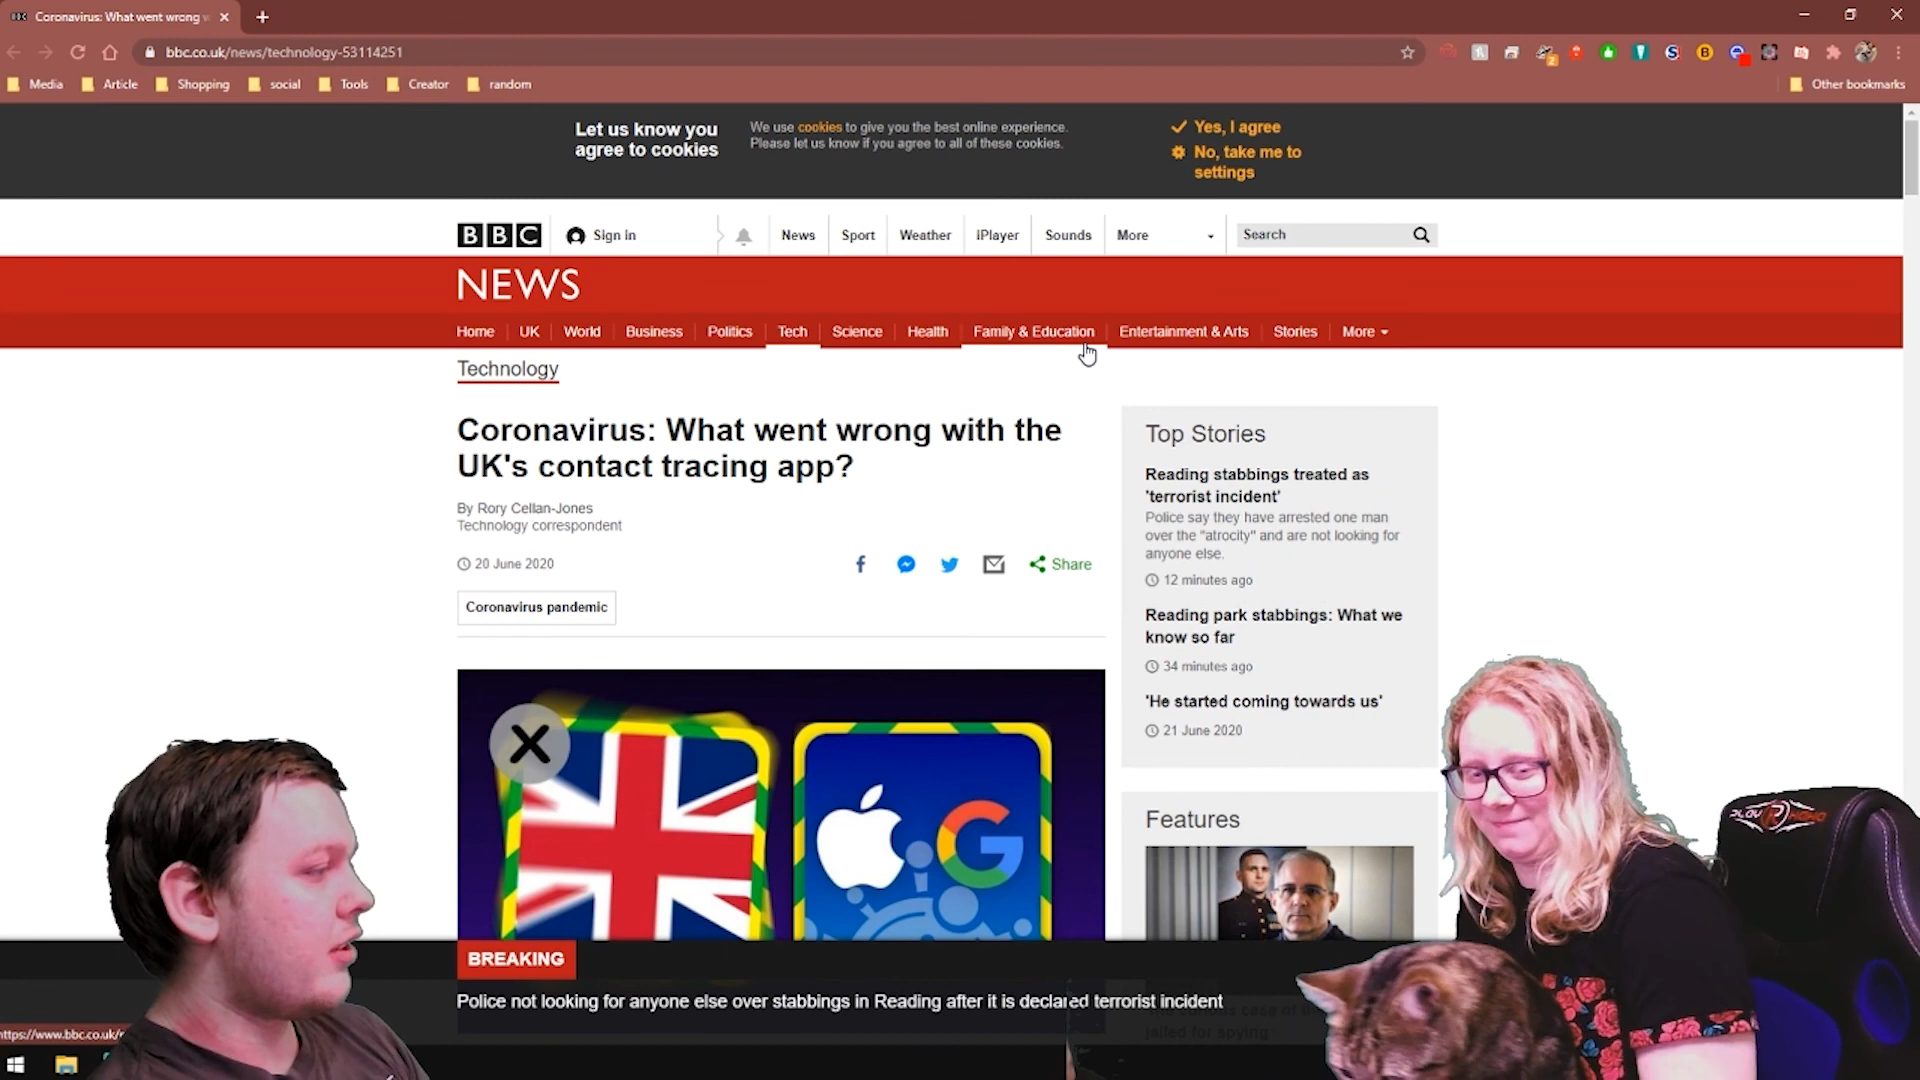 Coronavirus: What went wrong
bbc.co.uk/news/technology-53114251
Media Article Shopping social Tools Creator random Other bookmarks
Let us know you
agree to cookies
We use cookies to give you the best online experience.
Please let us know if you agree to all of these cookies.
Yes, I agree
No, take me to
settings
BBC Sign in News Sport Weather iPlayer Sounds More Search
NEWS
Home UK World Business Politics Tech Science Health Family & Education Entertainment & Arts Stories More
Technology
Coronavirus: What went wrong with the
UK's contact tracing app?
By Rory Cellan-Jones
Technology correspondent
20 June 2020
Share
Coronavirus pandemic
Top Stories
Reading stabbings treated as
'terrorist incident'
Police say they have arrested one man
over the "atrocity" and are not looking for
anyone else.
12 minutes ago
Reading park stabbings: What we
know so far
34 minutes ago
'He started coming towards us'
21 June 2020
Features
BREAKING
Police not looking for anyone else over stabbings in Reading after it is declared terrorist incident
jailed for spying
https://www.bbc.co.uk/